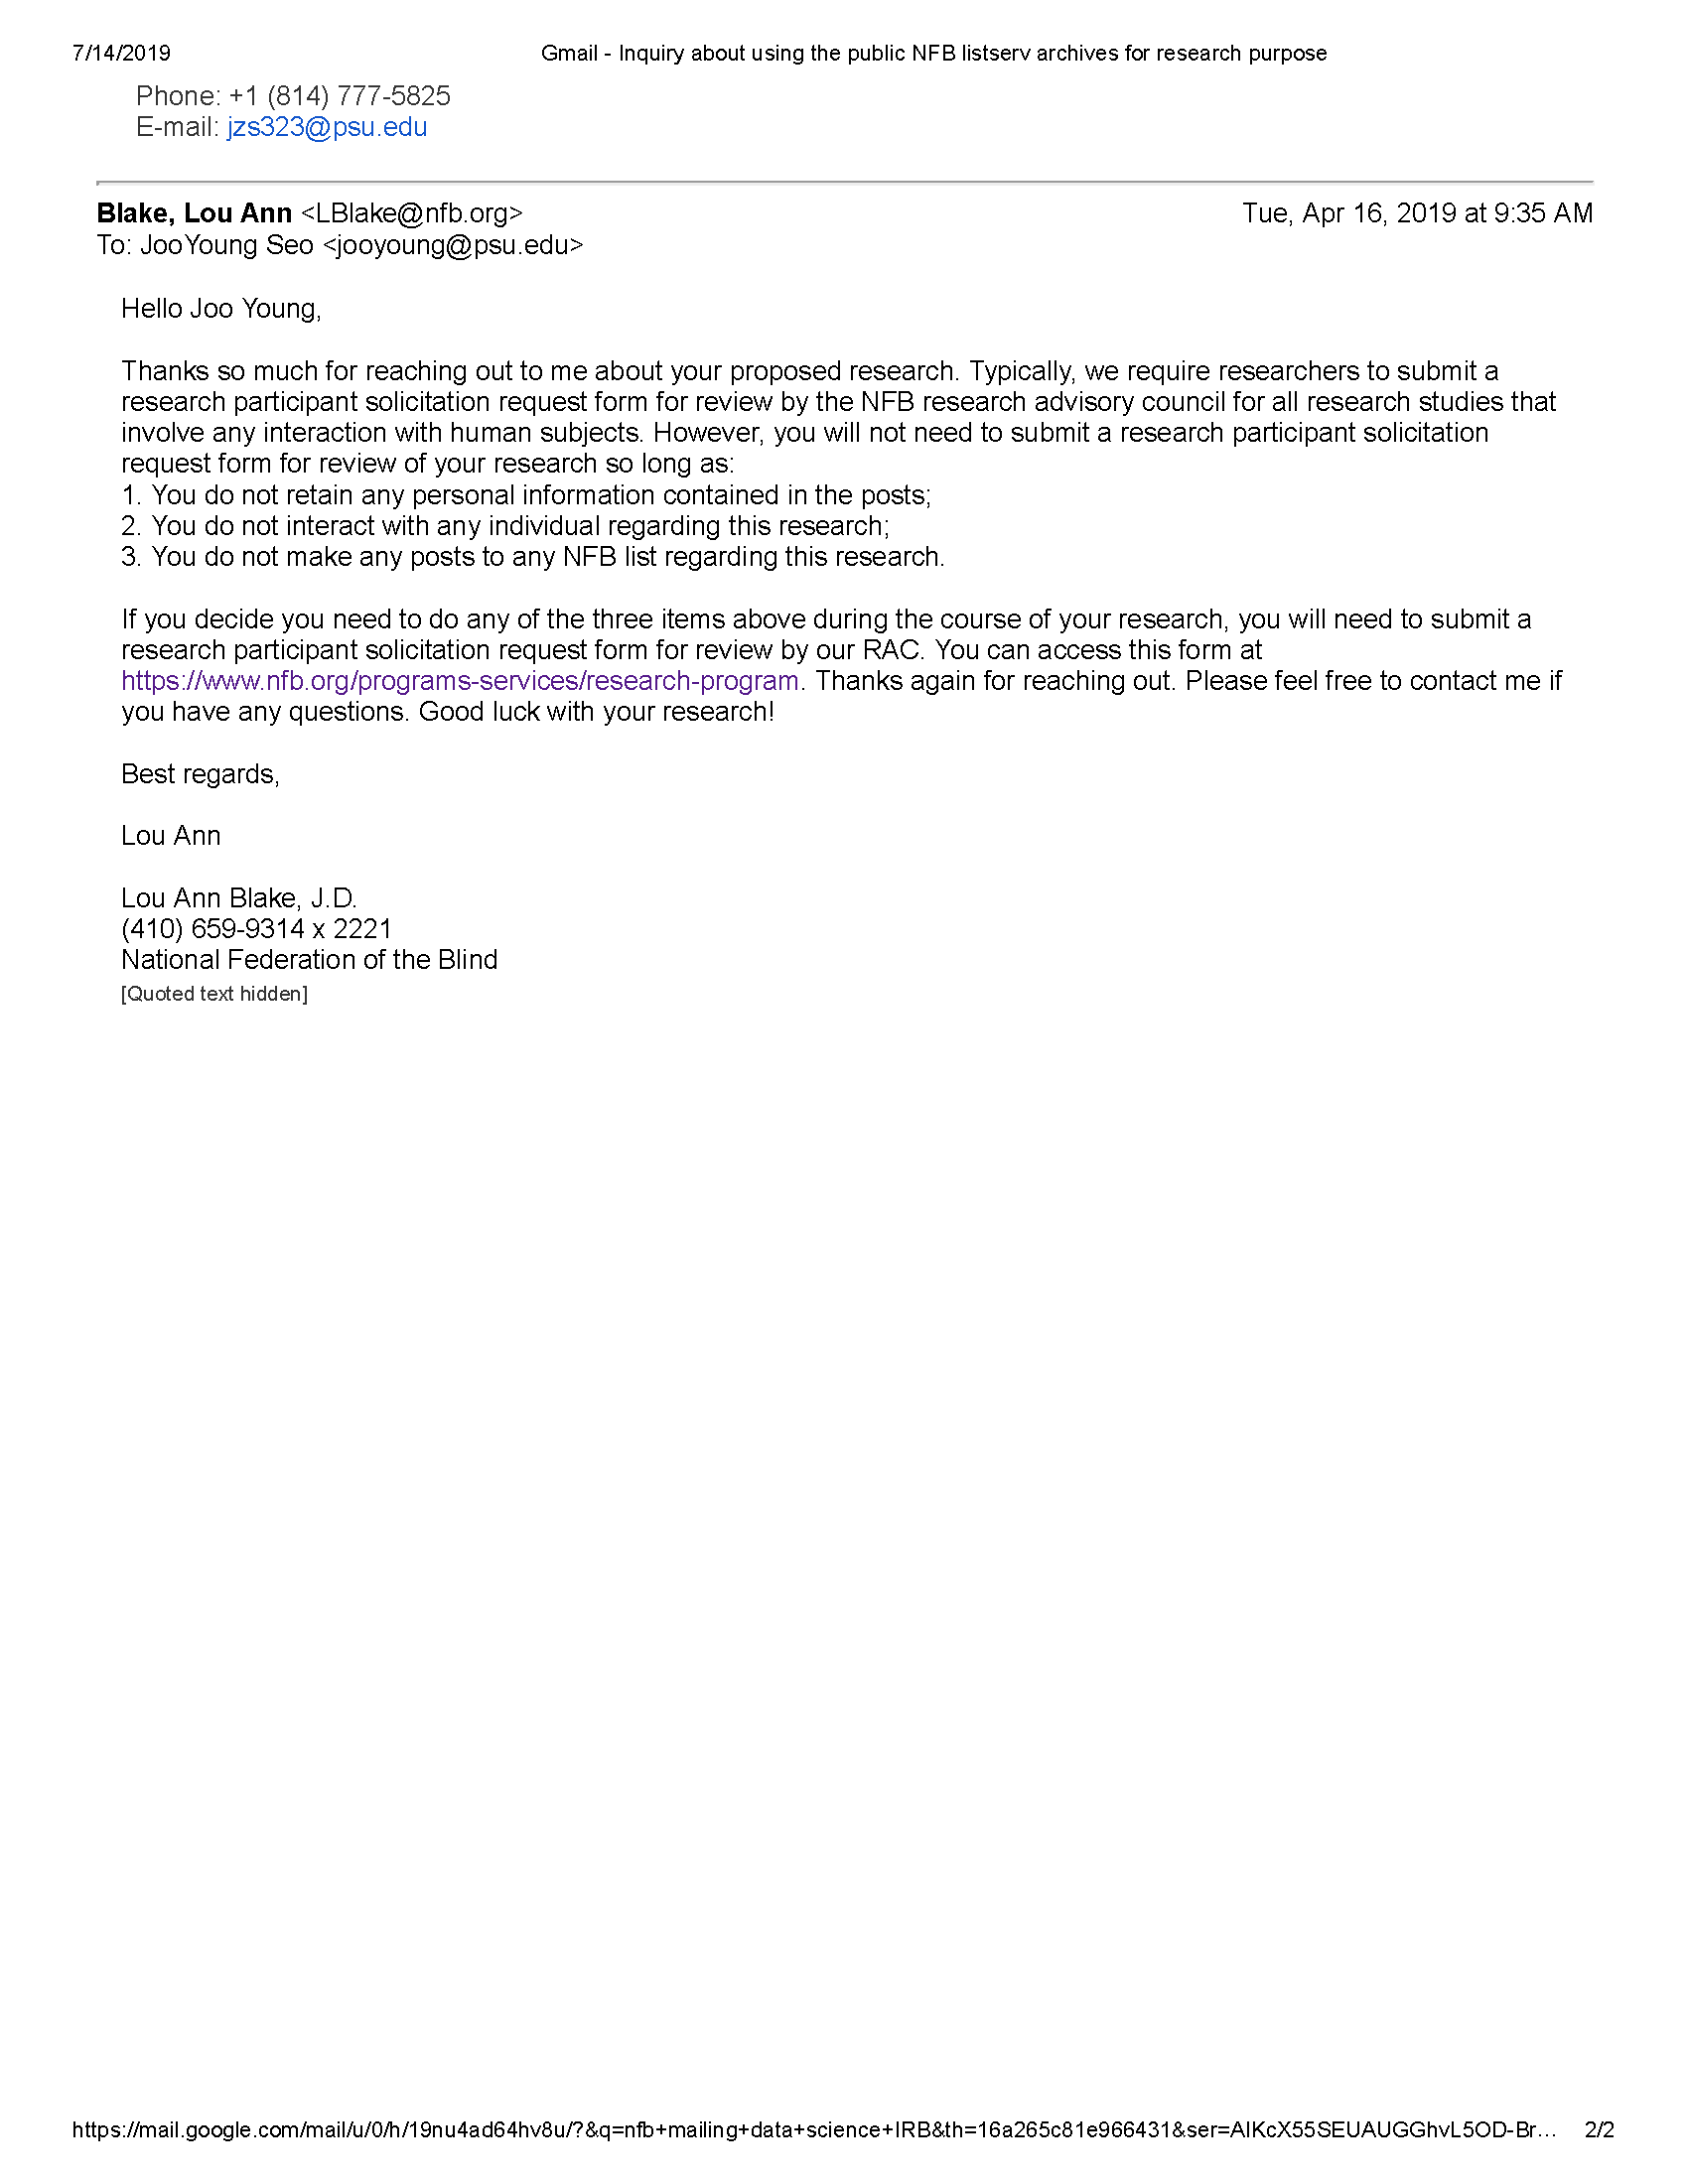 7/14/2019 Gmail - Inquiry about using the public NFB listserv archives for research purpose
Phone: +1 (814) 777-5825
E-mail: jzs323@psu.edu
Blake, Lou Ann <LBlake@nfb.org> Tue, Apr 16, 2019 at 9:35 AM
To: JooYoung Seo <jooyoung@psu.edu>
Hello Joo Young,
Thanks so much for reaching out to me about your proposed research. Typically, we require researchers to submit a
research participant solicitation request form for review by the NFB research advisory council for all research studies that
involve any interaction with human subjects. However, you will not need to submit a research participant solicitation
request form for review of your research so long as:
1. You do not retain any personal information contained in the posts;
2. You do not interact with any individual regarding this research;
3. You do not make any posts to any NFB list regarding this research.
If you decide you need to do any of the three items above during the course of your research, you will need to submit a
research participant solicitation request form for review by our RAC. You can access this form at
https://www.nfb.org/programs-services/research-program. Thanks again for reaching out. Please feel free to contact me if
you have any questions. Good luck with your research!
Best regards,
Lou Ann
Lou Ann Blake, J.D.
(410) 659-9314 x 2221
National Federation of the Blind
[Quoted text hidden]
https://mail.google.com/mail/u/0/h/19nu4ad64hv8u/?&q=nfb+mailing+data+science+IRB&th=16a265c81e966431&ser=AIKcX55SEUAUGGhvL5OD-Br… 2/2